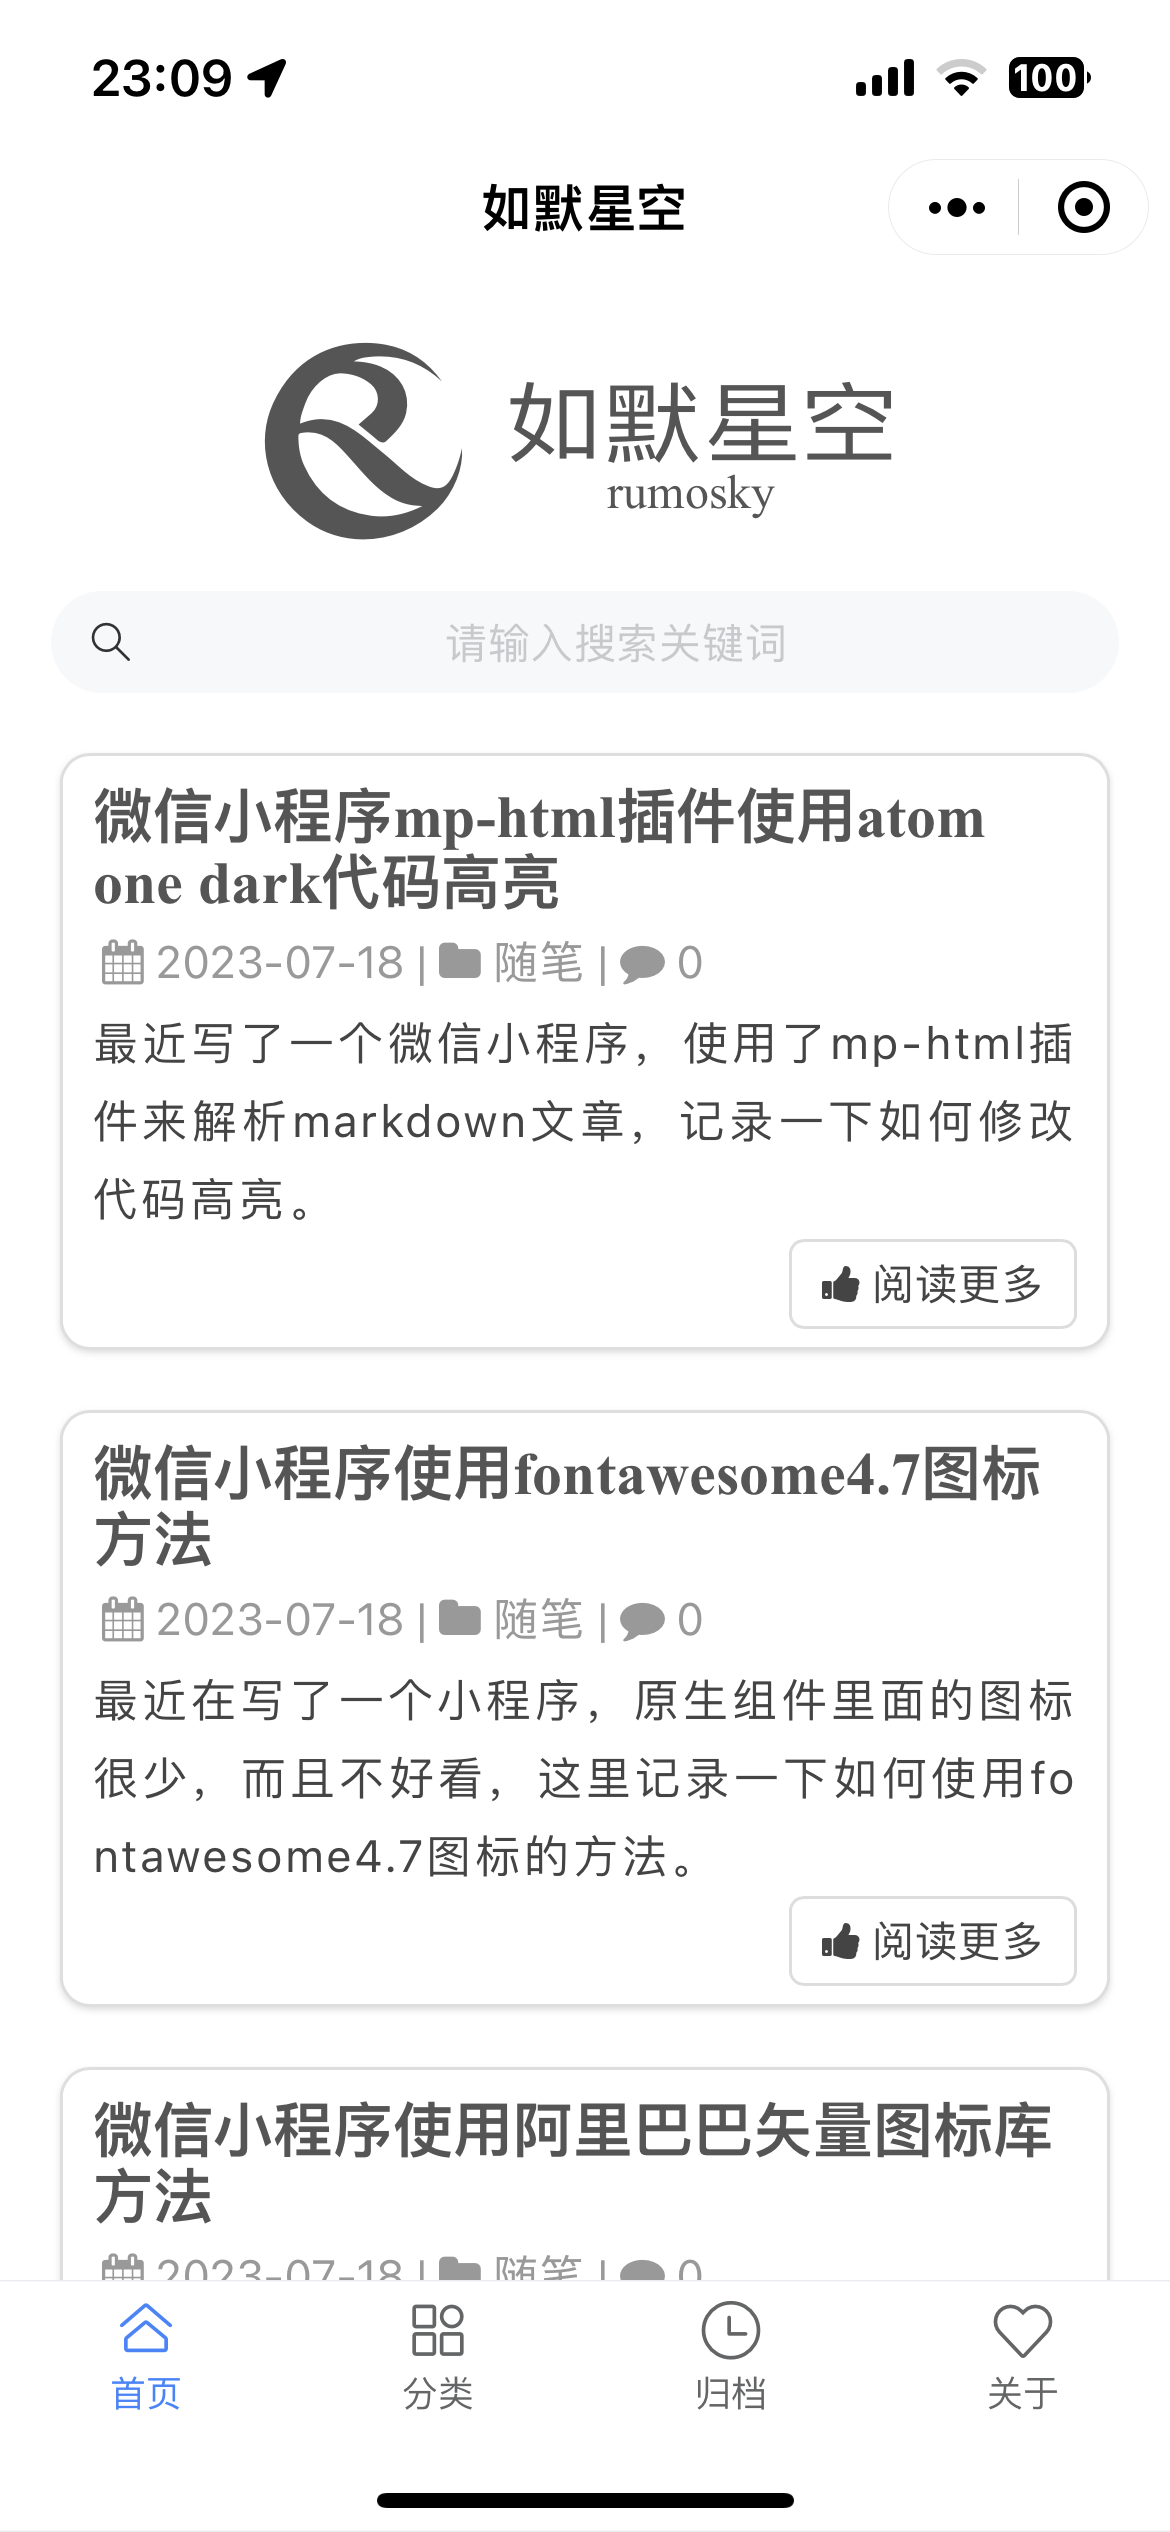 23:09
100
如默星空
如默星空
rumosky
请输入搜索关键词
微信小程序mp-html插件使用atom
one dark代码高亮
2023-07-18 | 随笔 | 0
最近写了一个微信小程序，使用了mp-html插
件来解析markdown文章，记录一下如何修改
代码高亮。
阅读更多
微信小程序使用fontawesome4.7图标
方法
2023-07-18 | 随笔 | 0
最近在写了一个小程序，原生组件里面的图标
很少，而且不好看，这里记录一下如何使用fo
ntawesome4.7图标的方法。
阅读更多
微信小程序使用阿里巴巴矢量图标库
方法
2023-07-18 | 随笔 | 0
首页
分类
归档
关于